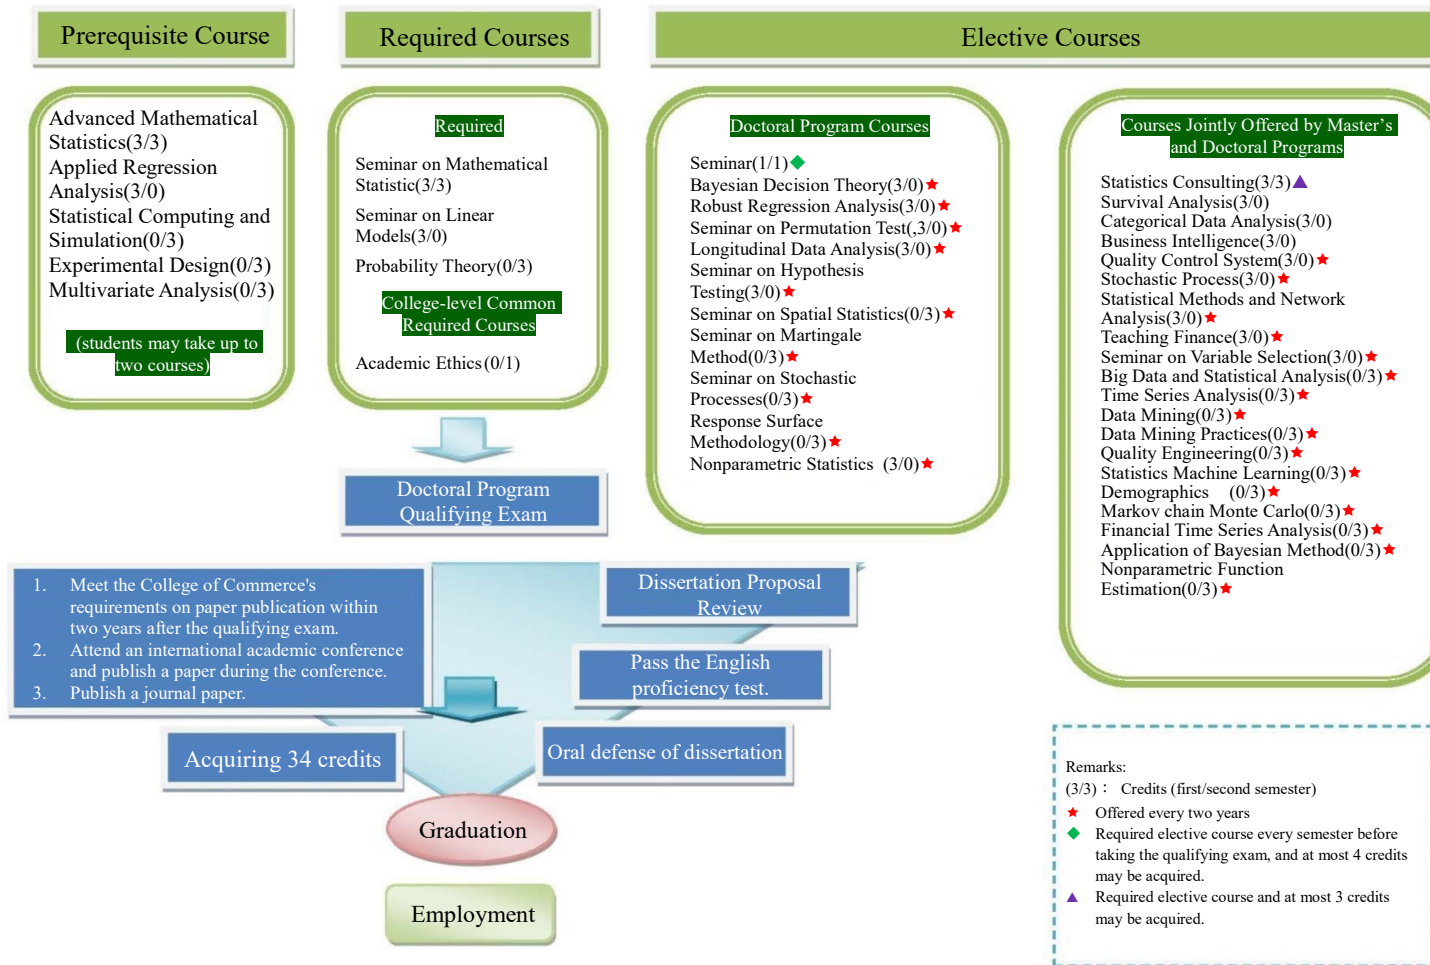 Prerequisite Course
Required Courses
Elective Courses
Advanced Mathematical
Statistics(3/3)
Applied Regression
Analysis(3/0)
Statistical Computing and
Simulation(0/3)
Experimental Design(0/3)
Multivariate Analysis(0/3)
(students may take up to
two courses)
Required
Seminar on Mathematical
Statistic(3/3)
Seminar on Linear
Models(3/0)
Probability Theory(0/3)
College-level Common
Required Courses
Academic Ethics(0/1)
Doctoral Program Courses
Seminar(1/1)◆
Bayesian Decision Theory(3/0)★
Robust Regression Analysis(3/0)★
Seminar on Permutation Test(,3/0)★
Longitudinal Data Analysis(3/0)★
Seminar on Hypothesis
Testing(3/0)★
Seminar on Spatial Statistics(0/3)★
Seminar on Martingale
Method(0/3)★
Seminar on Stochastic
Processes(0/3)★
Response Surface
Methodology(0/3)★
Nonparametric Statistics (3/0)★
Courses Jointly Offered by Master's
and Doctoral Programs
Statistics Consulting(3/3)▲
Survival Analysis(3/0)
Categorical Data Analysis(3/0)
Business Intelligence(3/0)
Quality Control System(3/0)★
Stochastic Process(3/0)★
Statistical Methods and Network
Analysis(3/0)★
Teaching Finance(3/0)★
Seminar on Variable Selection(3/0)★
Big Data and Statistical Analysis(0/3)★
Time Series Analysis(0/3)★
Data Mining(0/3)★
Data Mining Practices(0/3)★
Quality Engineering(0/3)★
Statistics Machine Learning(0/3)★
Demographics (0/3)★
Markov chain Monte Carlo(0/3)★
Financial Time Series Analysis(0/3)★
Application of Bayesian Method(0/3)★
Nonparametric Function
Estimation(0/3)★
Doctoral Program
Qualifying Exam
1. Meet the College of Commerce's
requirements on paper publication within
two years after the qualifying exam.
2. Attend an international academic conference
and publish a paper during the conference.
3. Publish a journal paper.
Dissertation Proposal
Review
Pass the English
proficiency test.
Acquiring 34 credits
Oral defense of dissertation
Graduation
Employment
Remarks:
(3/3)： Credits (first/second semester)
★ Offered every two years
◆ Required elective course every semester before
taking the qualifying exam, and at most 4 credits
may be acquired.
▲ Required elective course and at most 3 credits
may be acquired.